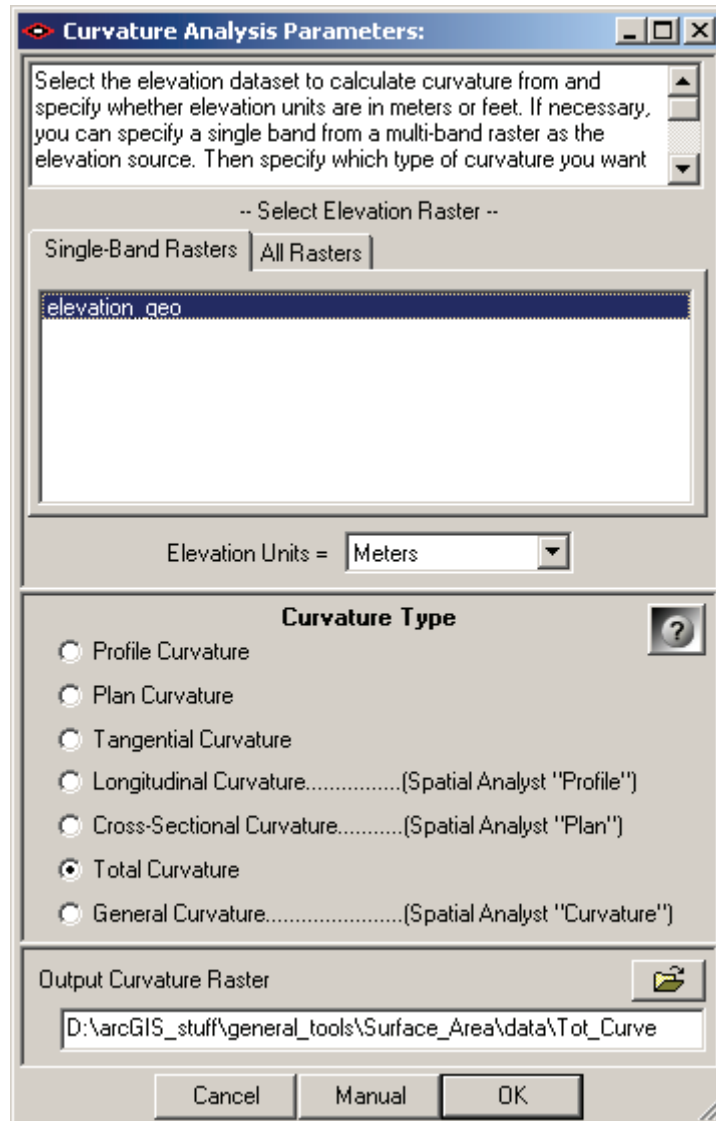 Curvature Analysis Parameters:
Select the elevation dataset to calculate curvature from and
specify whether elevation units are in meters or feet. If necessary,
you can specify a single band from a multi-band raster as the
elevation source. Then specify which type of curvature you want
-- Select Elevation Raster --
Single-Band Rasters All Rasters
elevation_geo
Elevation Units = Meters
Curvature Type
?
Profile Curvature
Plan Curvature
Tangential Curvature
Longitudinal Curvature................(Spatial Analyst "Profile")
Cross-Sectional Curvature...........(Spatial Analyst "Plan")
Total Curvature
General Curvature.......................(Spatial Analyst "Curvature")
Output Curvature Raster
D:\arcGIS_stuff\general_tools\Surface_Area\data\Tot_Curve
Cancel Manual OK